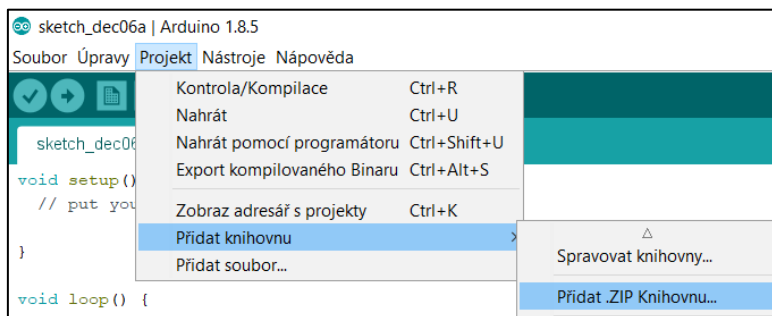 sketch_dec06a | Arduino 1.8.5
Soubor Úpravy Projekt Nástroje Nápověda
Kontrola/Kompilace Ctrl+R
Nahrát Ctrl+U
Nahrát pomocí programátoru Ctrl+Shift+U
Export kompilovaného Binaru Ctrl+Alt+S
Zobraz adresář s projekty Ctrl+K
Přidat knihovnu
Přidat soubor...
Spravovat knihovny...
Přidat .ZIP Knihovnu...
sketch_dec06
void setup()
// put you
}
void loop() {